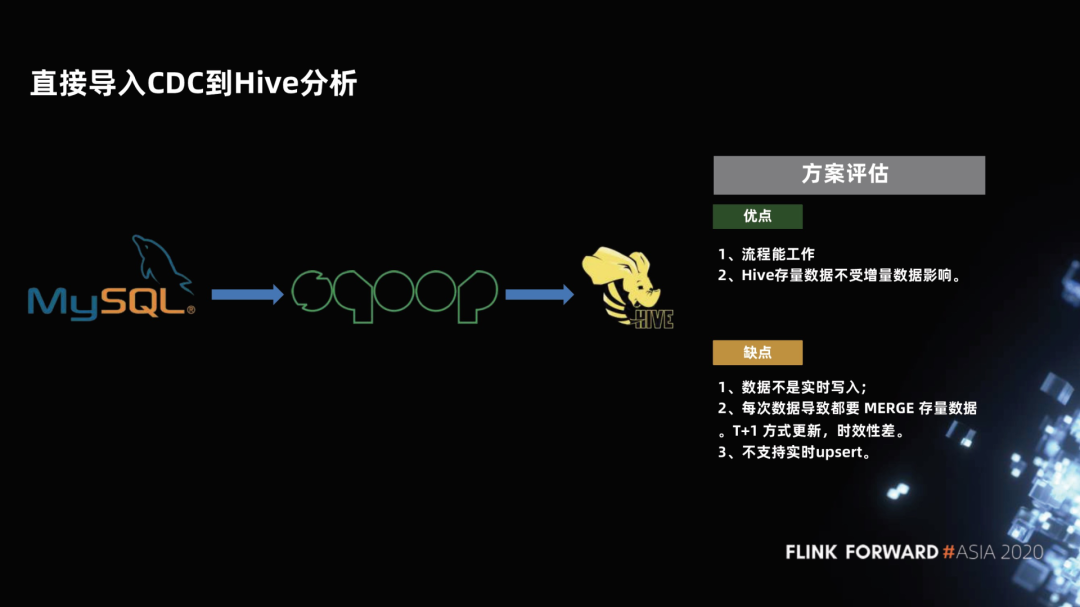 直接导入CDC到Hive分析
MySQL®
sqoop
HIVE
方案评估
优点
1、流程能工作
2、Hive存量数据不受增量数据影响。
缺点
1、数据不是实时写入；
2、每次数据导致都要 MERGE 存量数据
。T+1 方式更新，时效性差。
3、不支持实时upsert。
FLINK FORWARD #ASIA 2020